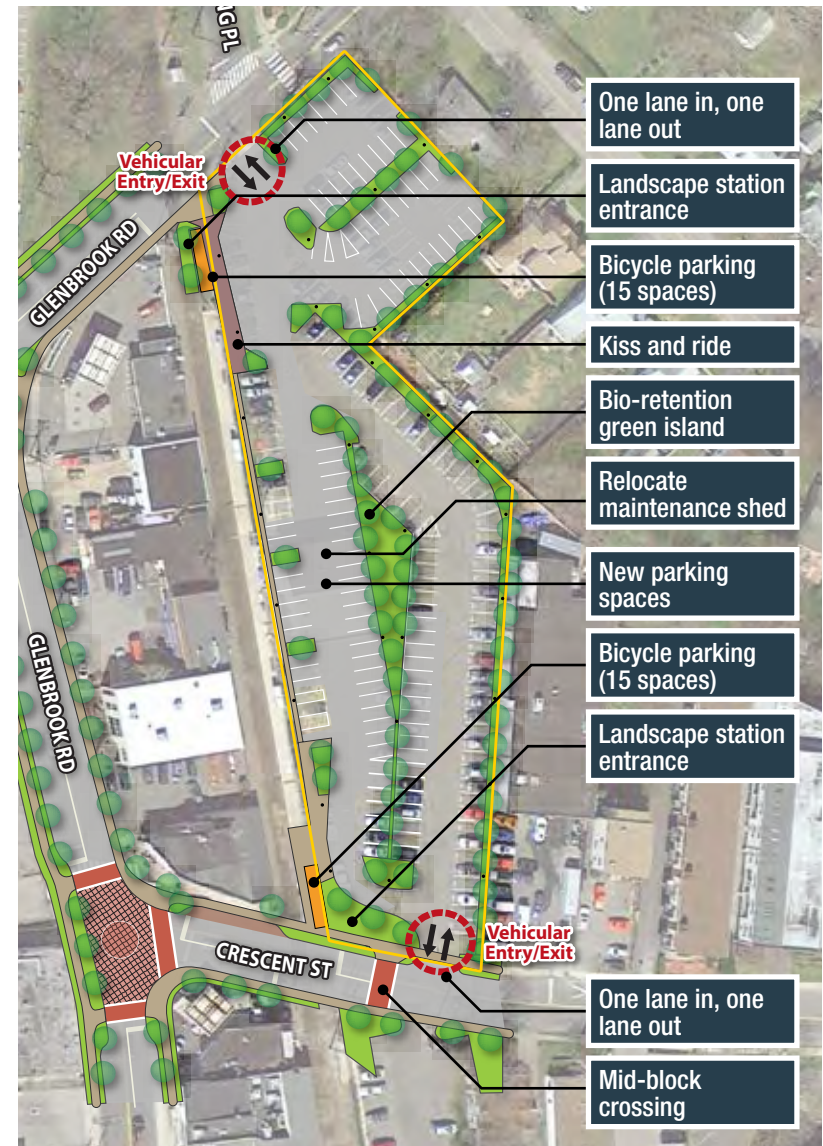 One lane in, one
lane out
Vehicular
Entry/Exit
Landscape station
entrance
GLENBROOK RD
Bicycle parking
(15 spaces)
Kiss and ride
Bio-retention
green island
Relocate
maintenance shed
New parking
spaces
GLENBROOK RD
Bicycle parking
(15 spaces)
Landscape station
entrance
Vehicular
Entry/Exit
CRESCENT ST
One lane in, one
lane out
Mid-block
crossing